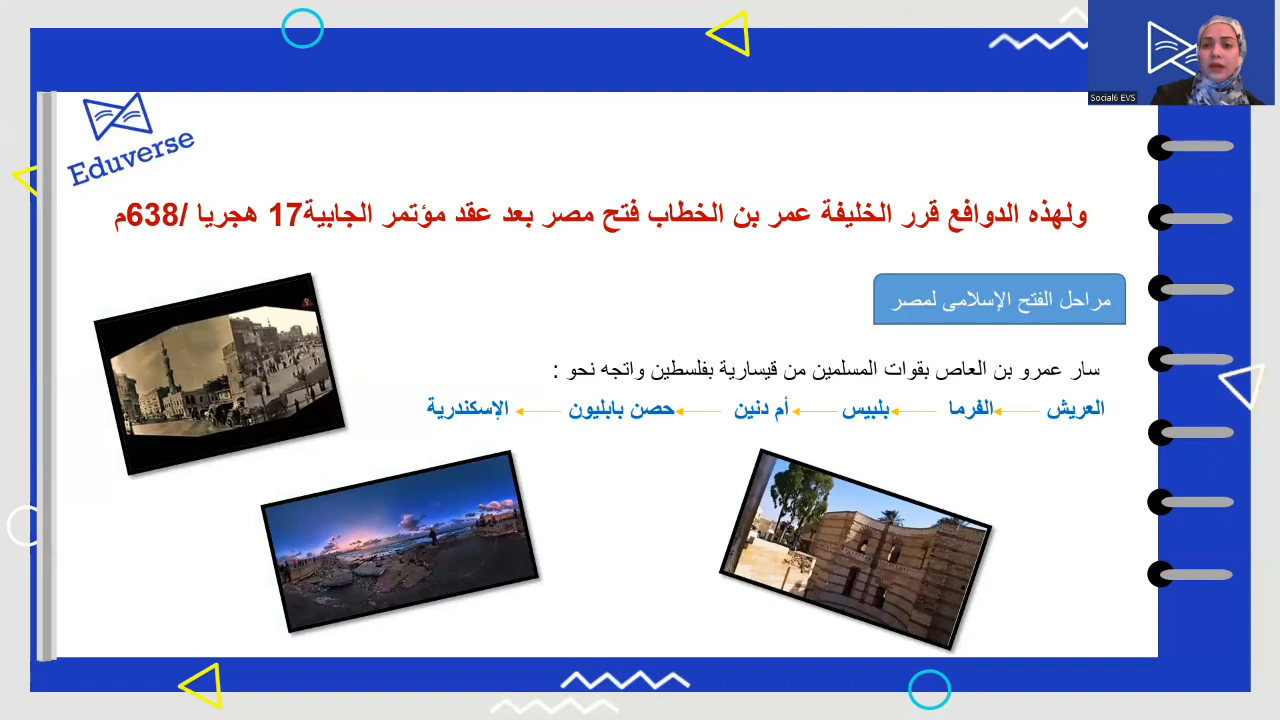 Social6 EVS
Eduverse
ولهذه الدوافع قرر الخليفة عمر بن الخطاب فتح مصر بعد عقد مؤتمر الجابية17 هجريا /638م
مراحل الفتح الإسلامى لمصر
سار عمرو بن العاص بقوات المسلمين من قيسارية بفلسطين واتجه نحو :
العريش الفرما بلبيس أم دنين حصن بابليون الإسكندرية